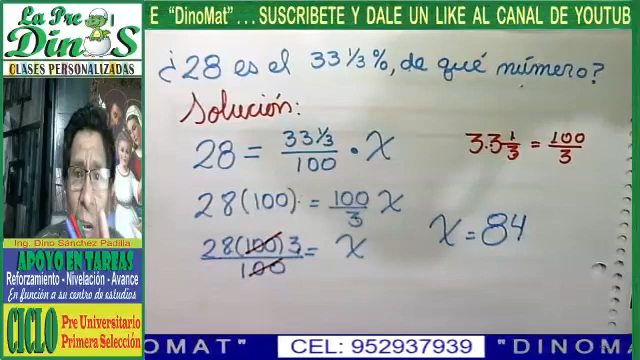 La Pre
DinoS
CLASES PERSONALIZADAS
E “DinoMat”...SUSCRIBETE Y DALE UN LIKE AL CANAL DE YOUTUB
¿28 es el 33 1/3 %, de qué número?
Solución:
28 = 33 1/3 / 100 • x
33 1/3 = 100/3
28(100) = 100/3 x
28(100)3 / 100 = x
x = 84
Ing. Dino Sánchez Padilla
APOYO EN TAREAS
Reforzamiento - Nivelación - Avance
En función a su centro de estudios
CICLO Pre Universitario
Primera Selección
OMAT" CEL: 952937939 "DINOMA